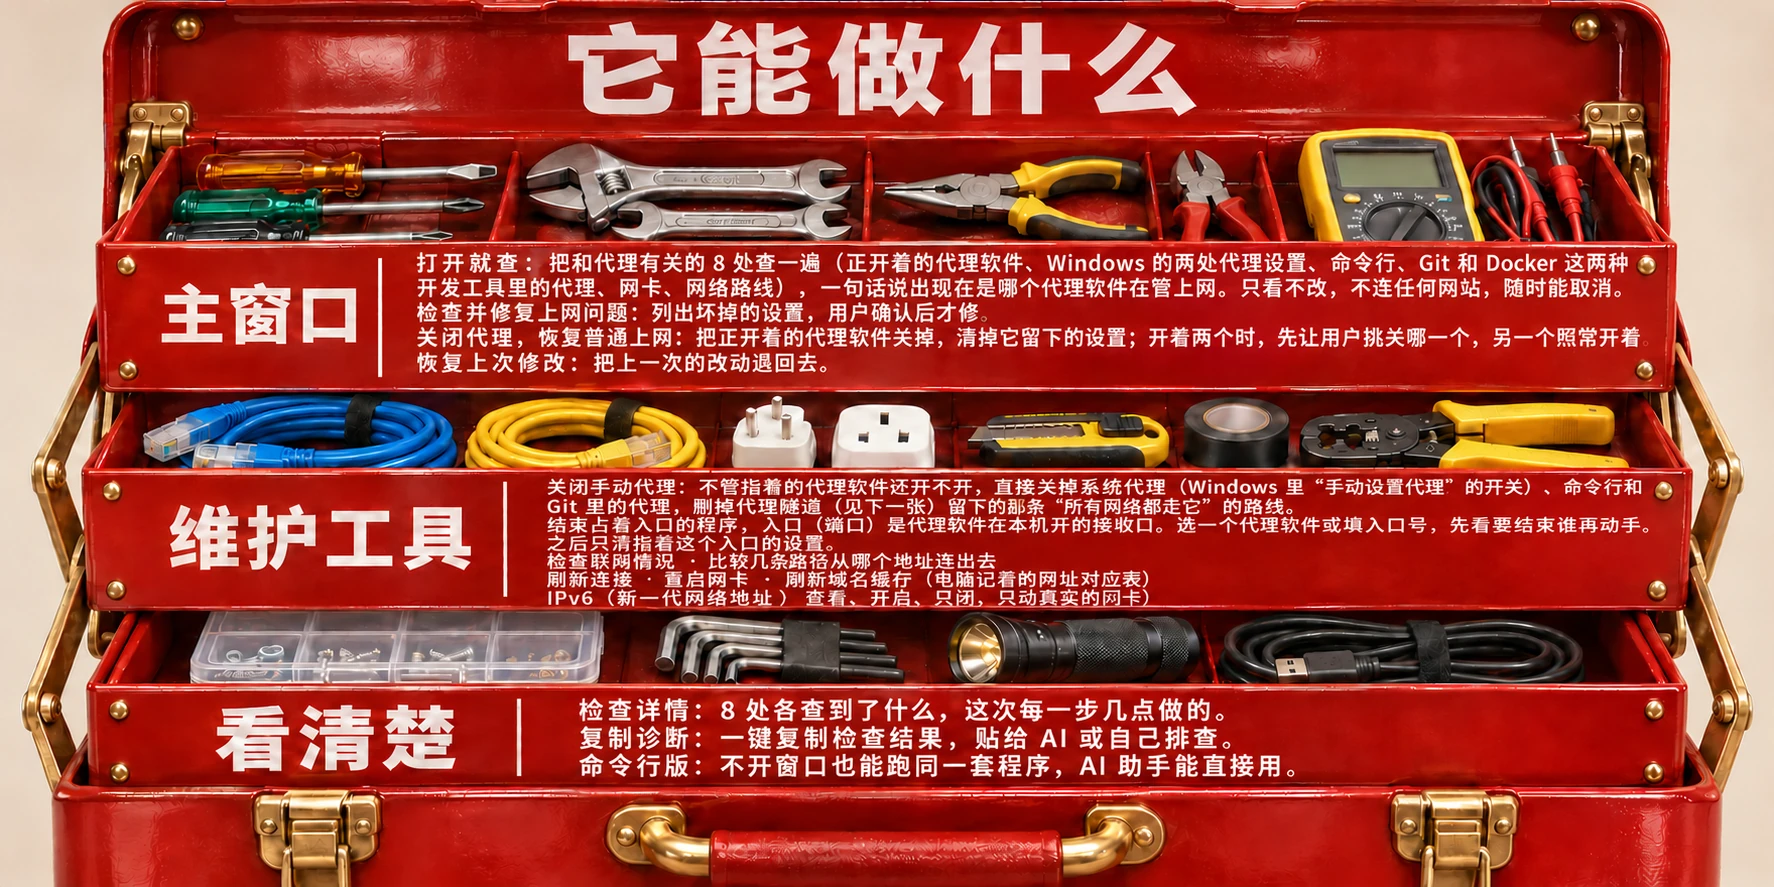 它能做什么
主窗口
打开就查：把和代理有关的 8 处查一遍（正开着的代理软件、Windows 的两处代理设置、命令行、Git 和 Docker 这两种
开发工具里的代理、网卡、网络路线），一句话说出现在是哪个代理软件在管上网。只看不改，不连任何网站，随时能取消。
检查并修复上网问题：列出坏掉的设置，用户确认后才修。
关闭代理，恢复普通上网：把正开着的代理软件关掉，清掉它留下的设置；开着两个时，先让用户挑关哪一个，另一个照常开着。
恢复上次修改：把上一次的改动退回去。
维护工具
关闭手动代理：不管指着的代理软件还开不开，直接关掉系统代理（Windows 里“手动设置代理”的开关）、命令行和
Git 里的代理，删掉代理隧道（见下一张）留下的那条“所有网络都走它”的路线。
结束占着入口的程序，入口（端口）是代理软件在本机开的接收口。选一个代理软件或填入口号，先看要结束谁再动手。
之后只清指着这个入口的设置。
检查联网情况 · 比较几条路径从哪个地址连出去
刷新连接 · 重启网卡 · 刷新域名缓存（电脑记着的网址对应表）
IPv6（新一代网络地址） 查看、开启、只闭，只动真实的网卡）
看清楚
检查详情：8 处各查到了什么，这次每一步几点做的。
复制诊断：一键复制检查结果，贴给 AI 或自己排查。
命令行版：不开窗口也能跑同一套程序，AI 助手能直接用。